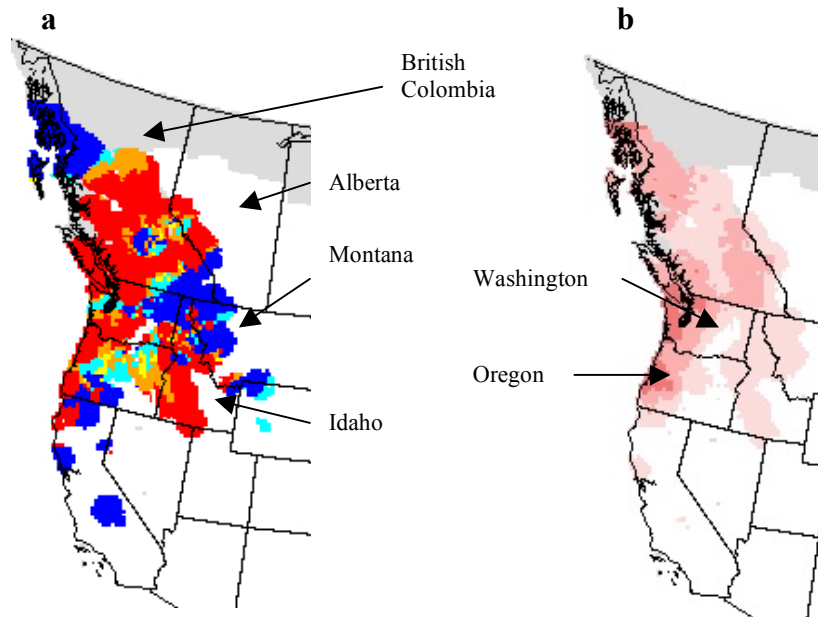 a
b
British
Colombia
Alberta
Montana
Washington
Oregon
Idaho